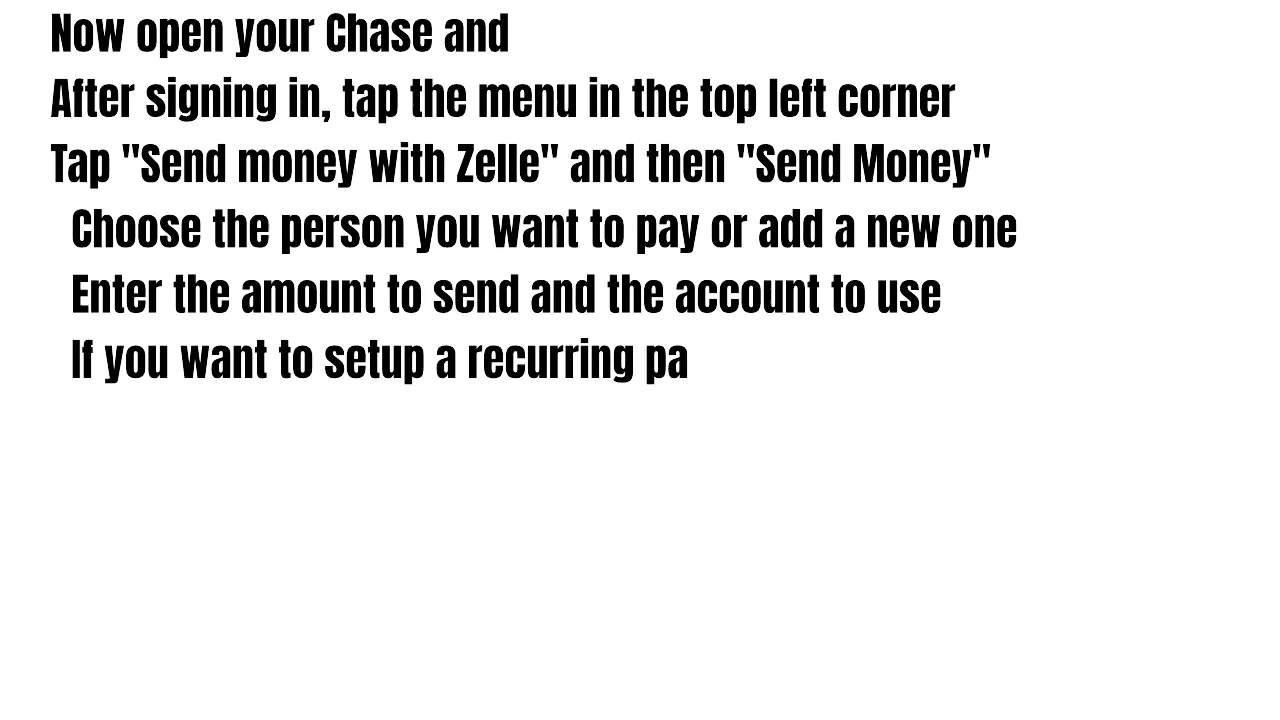 Now open your Chase and
After signing in, tap the menu in the top left corner
Tap "Send money with Zelle" and then "Send Money"
Choose the person you want to pay or add a new one
Enter the amount to send and the account to use
If you want to setup a recurring pa